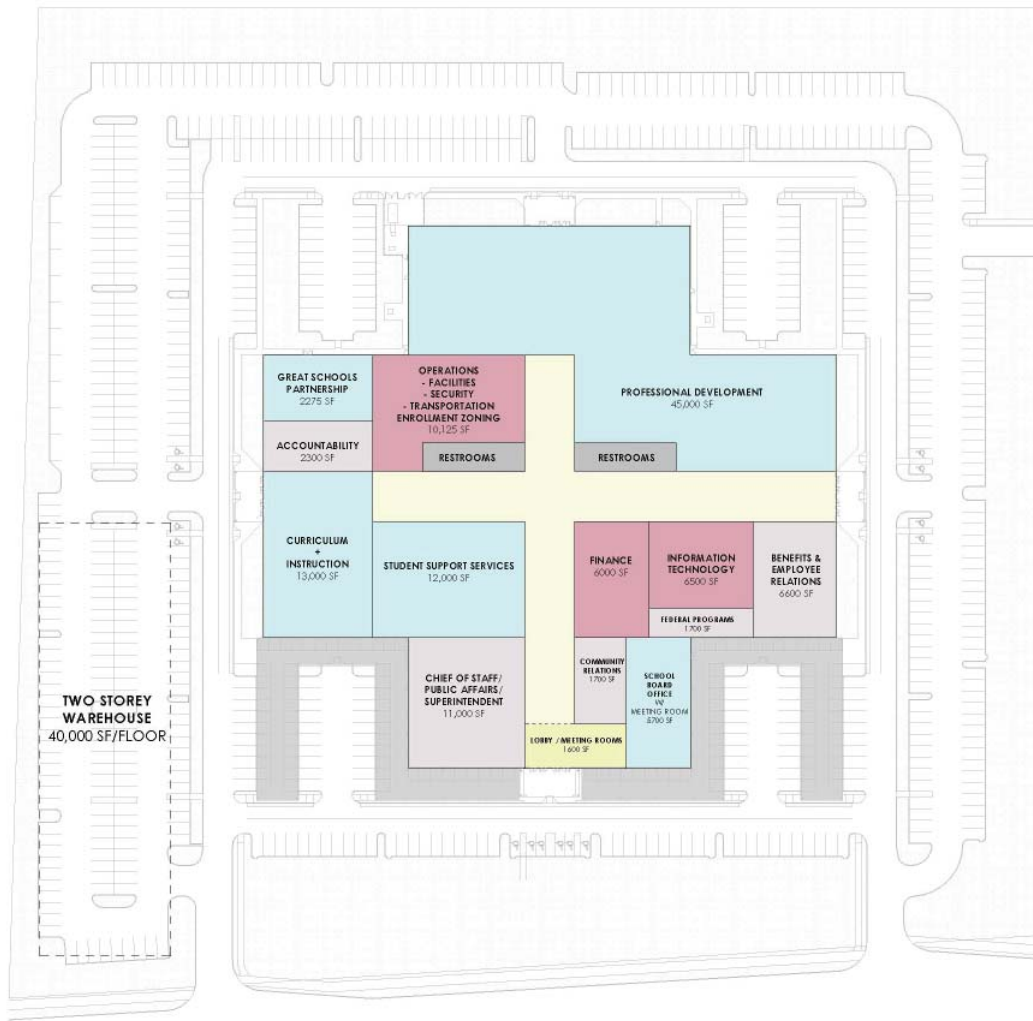 GREAT SCHOOLS
PARTNERSHIP
2275 SF
OPERATIONS
- FACILITIES
- SECURITY
- TRANSPORTATION
ENROLLMENT ZONING
10,125 SF
PROFESSIONAL DEVELOPMENT
45,000 SF
ACCOUNTABILITY
2300 SF
RESTROOMS
RESTROOMS
CURRICULUM
+
INSTRUCTION
13,000 SF
STUDENT SUPPORT SERVICES
12,000 SF
FINANCE
6000 SF
INFORMATION
TECHNOLOGY
6500 SF
BENEFITS &
EMPLOYEE
RELATIONS
6600 SF
FEDERAL PROGRAMS
1700 SF
CHIEF OF STAFF/
PUBLIC AFFAIRS/
SUPERINTENDENT
11,000 SF
COMMUNITY
RELATIONS
1700 SF
SCHOOL
BOARD
OFFICE
W/
MEETING ROOM
5700 SF
LOBBY / MEETING ROOMS
1600 SF
TWO STOREY
WAREHOUSE
40,000 SF/FLOOR